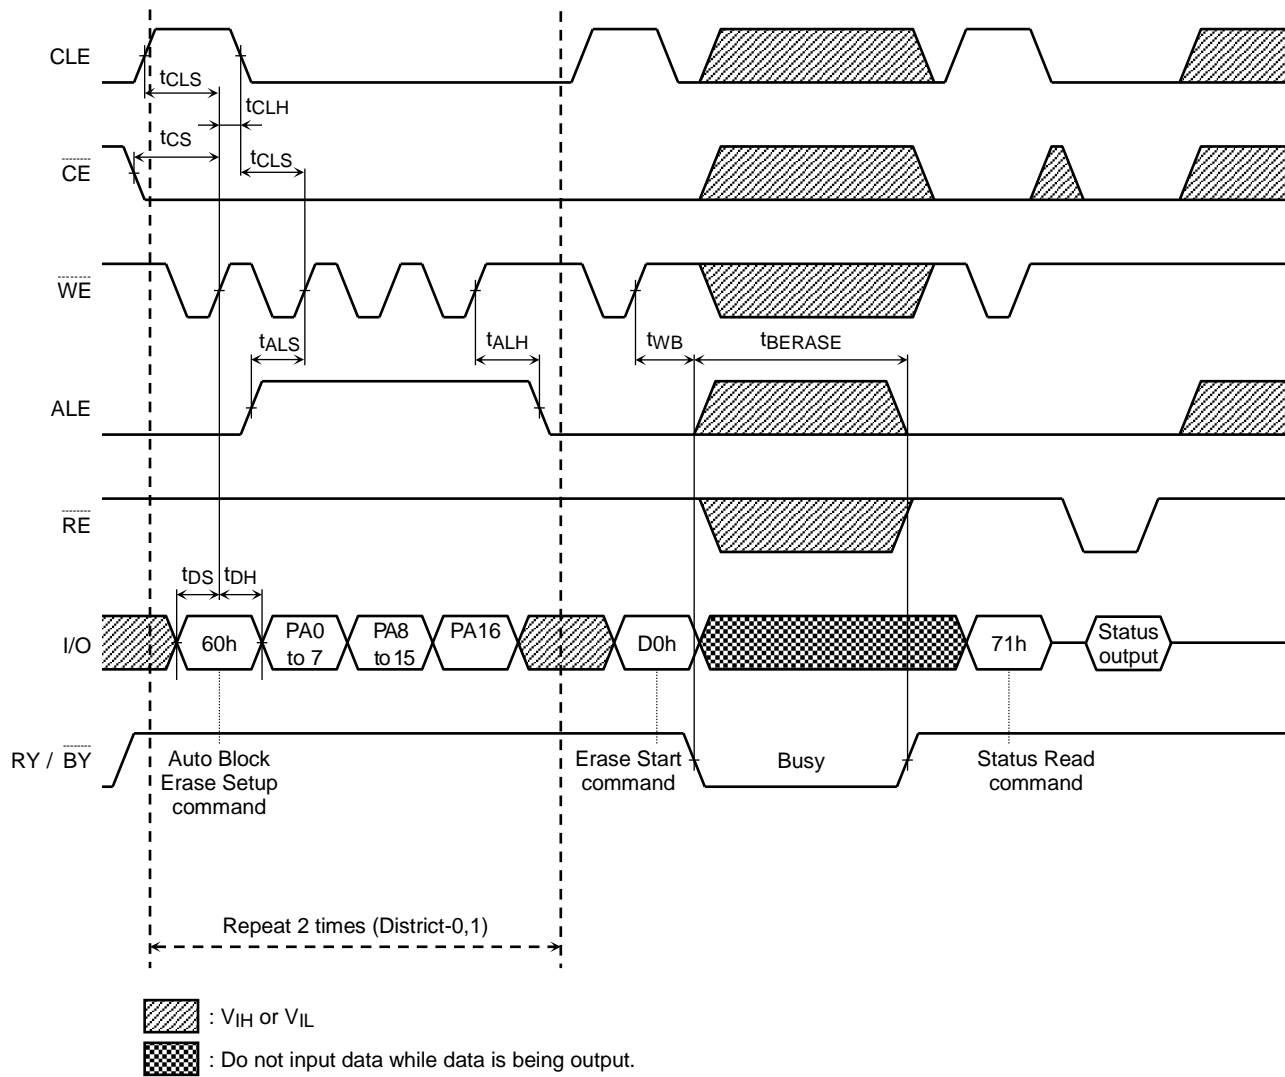 CLE
tCLS
tCLH
tCS
CE
tCLS
WE
tALS
tALH
tWB
tBERASE
ALE
RE
tDS
tDH
I/O
60h
PA0
to 7
PA8
to 15
PA16
D0h
71h
Status
output
RY / BY
Auto Block
Erase Setup
command
Erase Start
command
Busy
Status Read
command
Repeat 2 times (District-0,1)
: VIH or VIL
: Do not input data while data is being output.